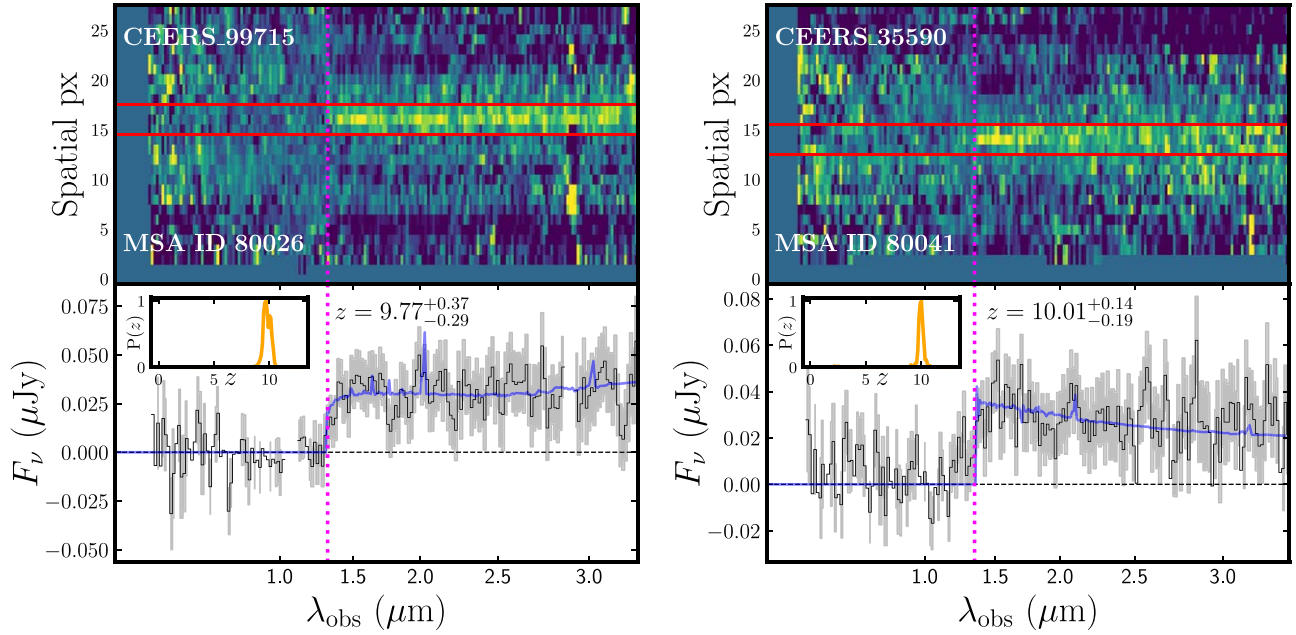 CEERS_99715
MSA ID 80026
Spatial px
25
20
15
10
5
0
z = 9.77 +0.37 −0.29
P(z)
1
0
0 5 z 10
Fν (μJy)
0.075
0.050
0.025
0.000
−0.025
−0.050
1.0 1.5 2.0 2.5 3.0
λobs (μm)
CEERS_35590
MSA ID 80041
Spatial px
25
20
15
10
5
0
z = 10.01 +0.14 −0.19
P(z)
1
0
0 5 z 10
Fν (μJy)
0.08
0.06
0.04
0.02
0.00
−0.02
1.0 1.5 2.0 2.5 3.0
λobs (μm)